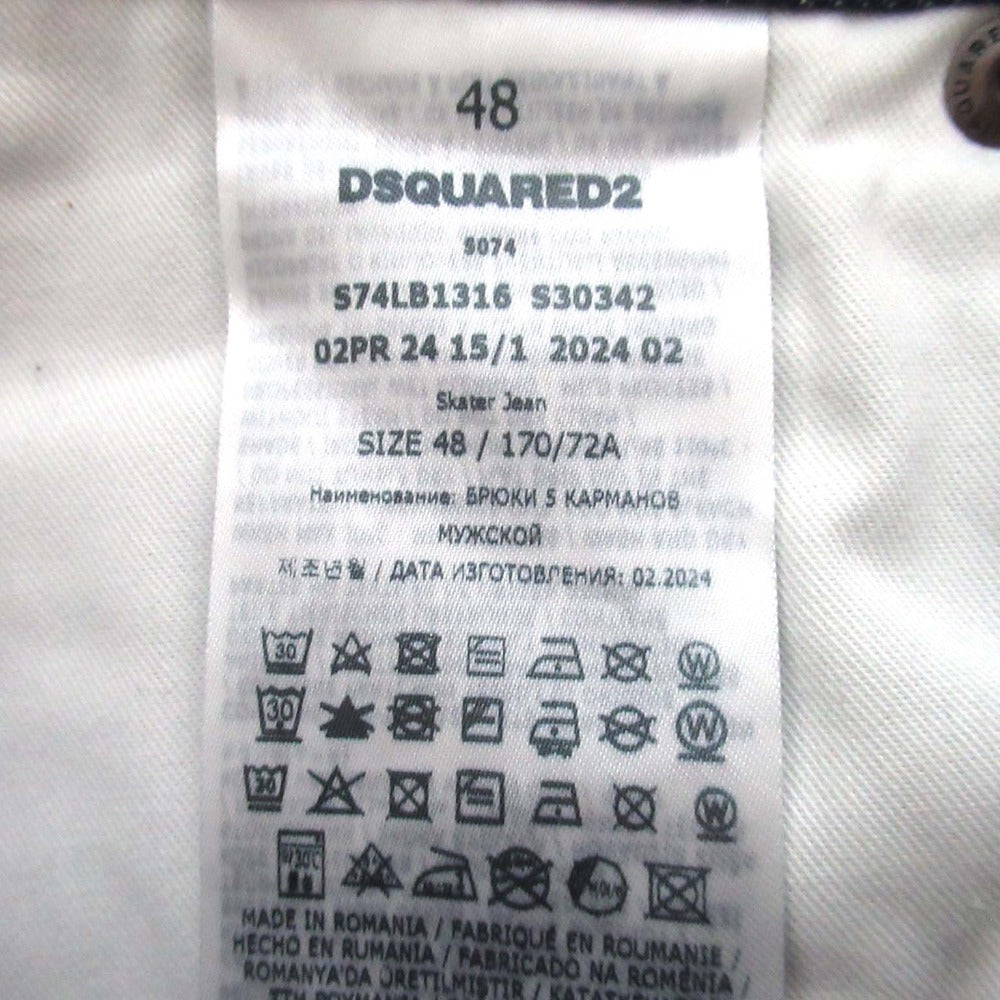 48
DSQUARED2
S074
S74LB1316 S30342
02PR 24 15/1 2024 02
Skater Jean
SIZE 48 / 170/72A
Наименование: БРЮКИ 5 КАРМАНОВ
МУЖСКОЙ
제조년월 / ДАТА ИЗГОТОВЛЕНИЯ: 02.2024
30 W
30 W
30 W
MADE IN ROMANIA / FABRIQUÉ EN ROUMANIE /
HECHO EN RUMANIA / FABRICADO NA ROMÉNIA /
ROMANYA'DA ÜRETILMISTIR /